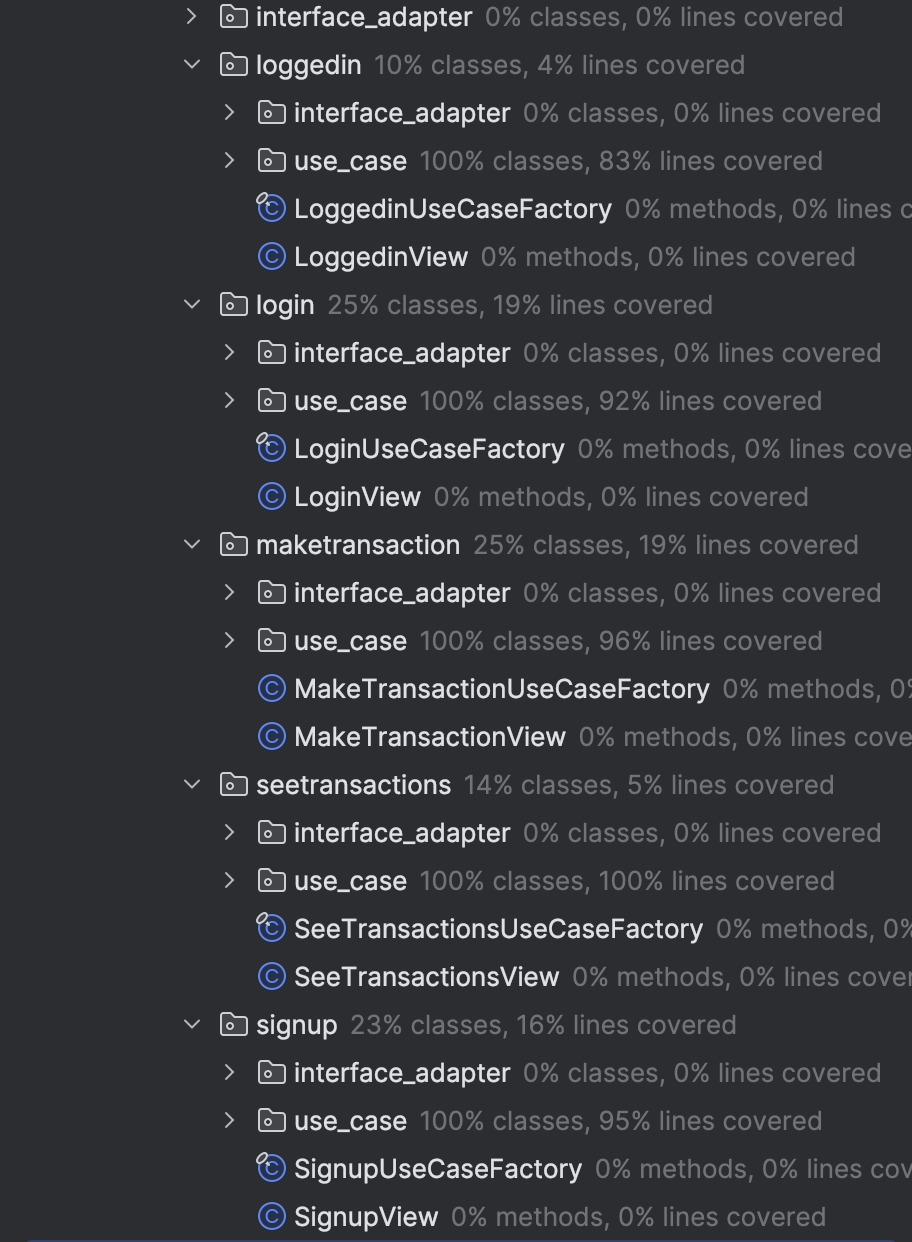 interface_adapter 0% classes, 0% lines covered
loggedin 10% classes, 4% lines covered
interface_adapter 0% classes, 0% lines covered
use_case 100% classes, 83% lines covered
LoggedinUseCaseFactory 0% methods, 0% lines c
LoggedinView 0% methods, 0% lines covered
login 25% classes, 19% lines covered
interface_adapter 0% classes, 0% lines covered
use_case 100% classes, 92% lines covered
LoginUseCaseFactory 0% methods, 0% lines cove
LoginView 0% methods, 0% lines covered
maketransaction 25% classes, 19% lines covered
interface_adapter 0% classes, 0% lines covered
use_case 100% classes, 96% lines covered
MakeTransactionUseCaseFactory 0% methods, 0%
MakeTransactionView 0% methods, 0% lines cove
seetransactions 14% classes, 5% lines covered
interface_adapter 0% classes, 0% lines covered
use_case 100% classes, 100% lines covered
SeeTransactionsUseCaseFactory 0% methods, 0%
SeeTransactionsView 0% methods, 0% lines cover
signup 23% classes, 16% lines covered
interface_adapter 0% classes, 0% lines covered
use_case 100% classes, 95% lines covered
SignupUseCaseFactory 0% methods, 0% lines cov
SignupView 0% methods, 0% lines covered